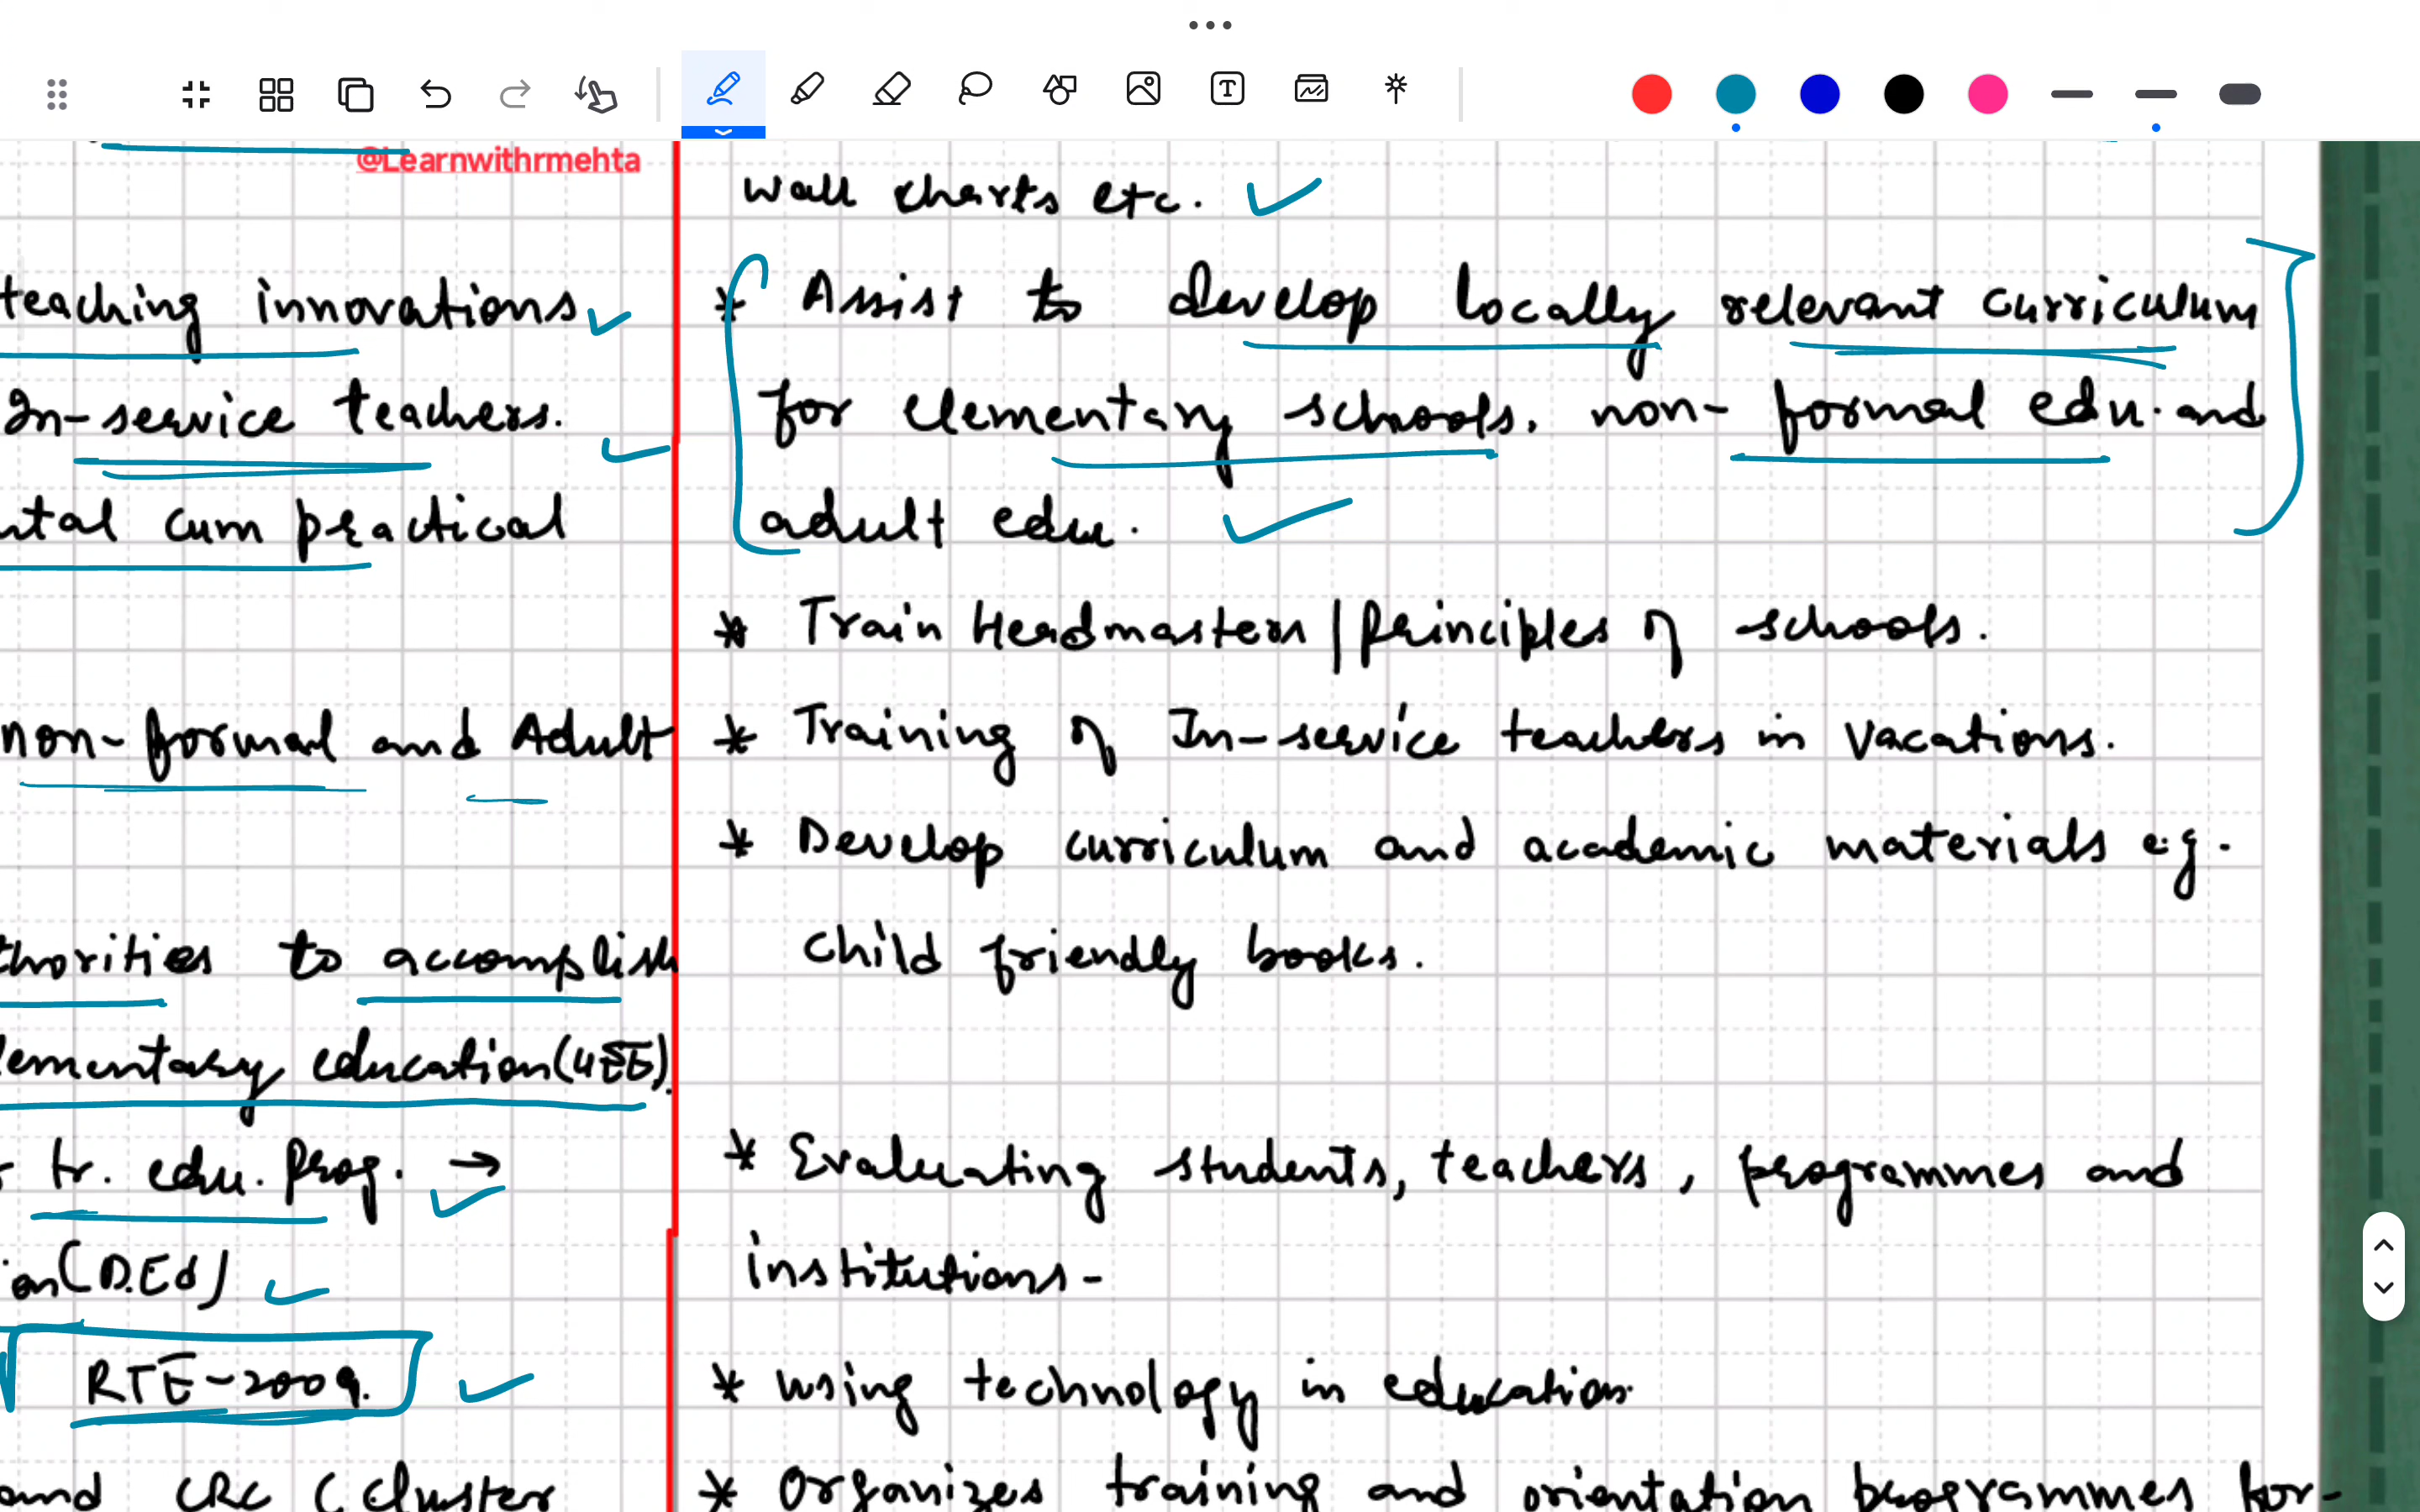 @Learnwithrmehta
teaching innovations
In-service teachers.
ntal cum practical
non-formal and Adult
thorities to accomplish
lementary education(UEE).
tr. edu. Prog. →
ion(D.Ed)
RTE-2009.
and CRC (Cluster
wall charts etc.
* Assist to develop locally relevant curriculum
for elementary schools. non-formal edu. and
adult edu.
* Train Headmasters | Principles of schools.
* Training of In-service teachers in vacations.
* Develop curriculum and academic materials e.g.
Child friendly books.
* Evaluating students, teachers, programmes and
institutions-
* using technology in education.
* Organizes training and orientation programmes for-